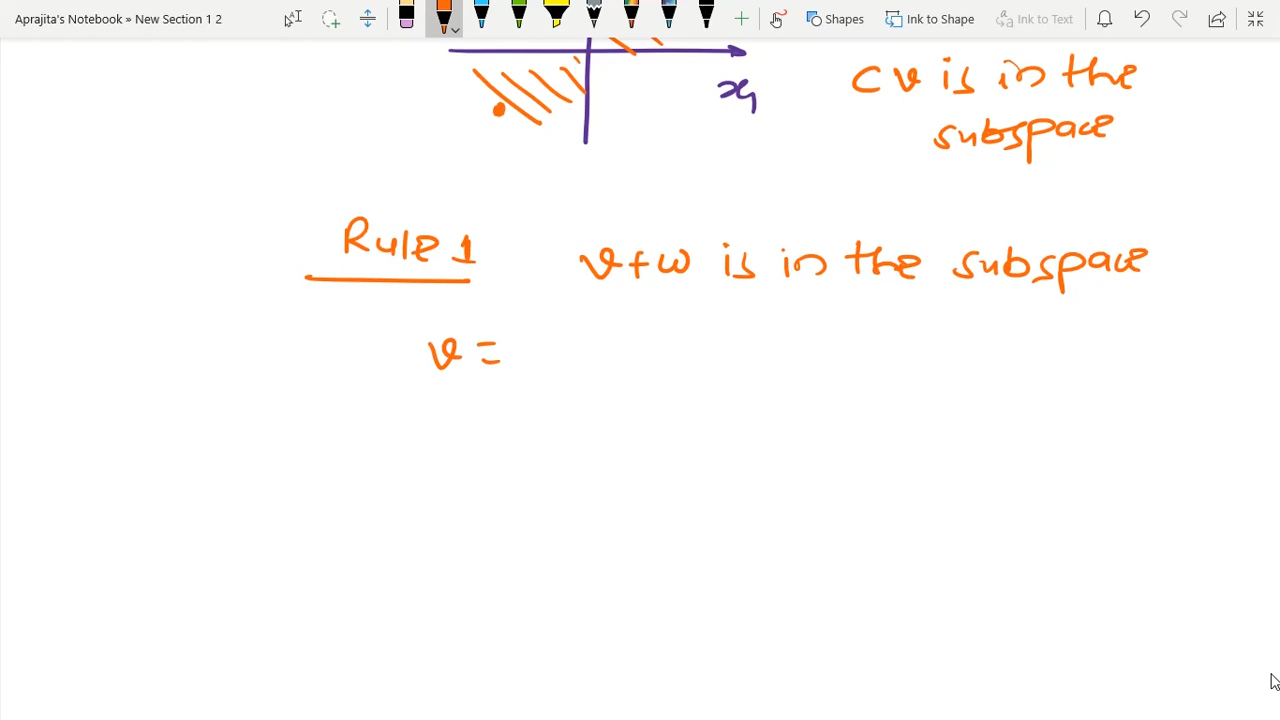 Aprajita's Notebook » New Section 1 2
Shapes
Ink to Shape
Ink to Text
x1
cv is in the
subspace
Rule 1
v+w is in the subspace
v =